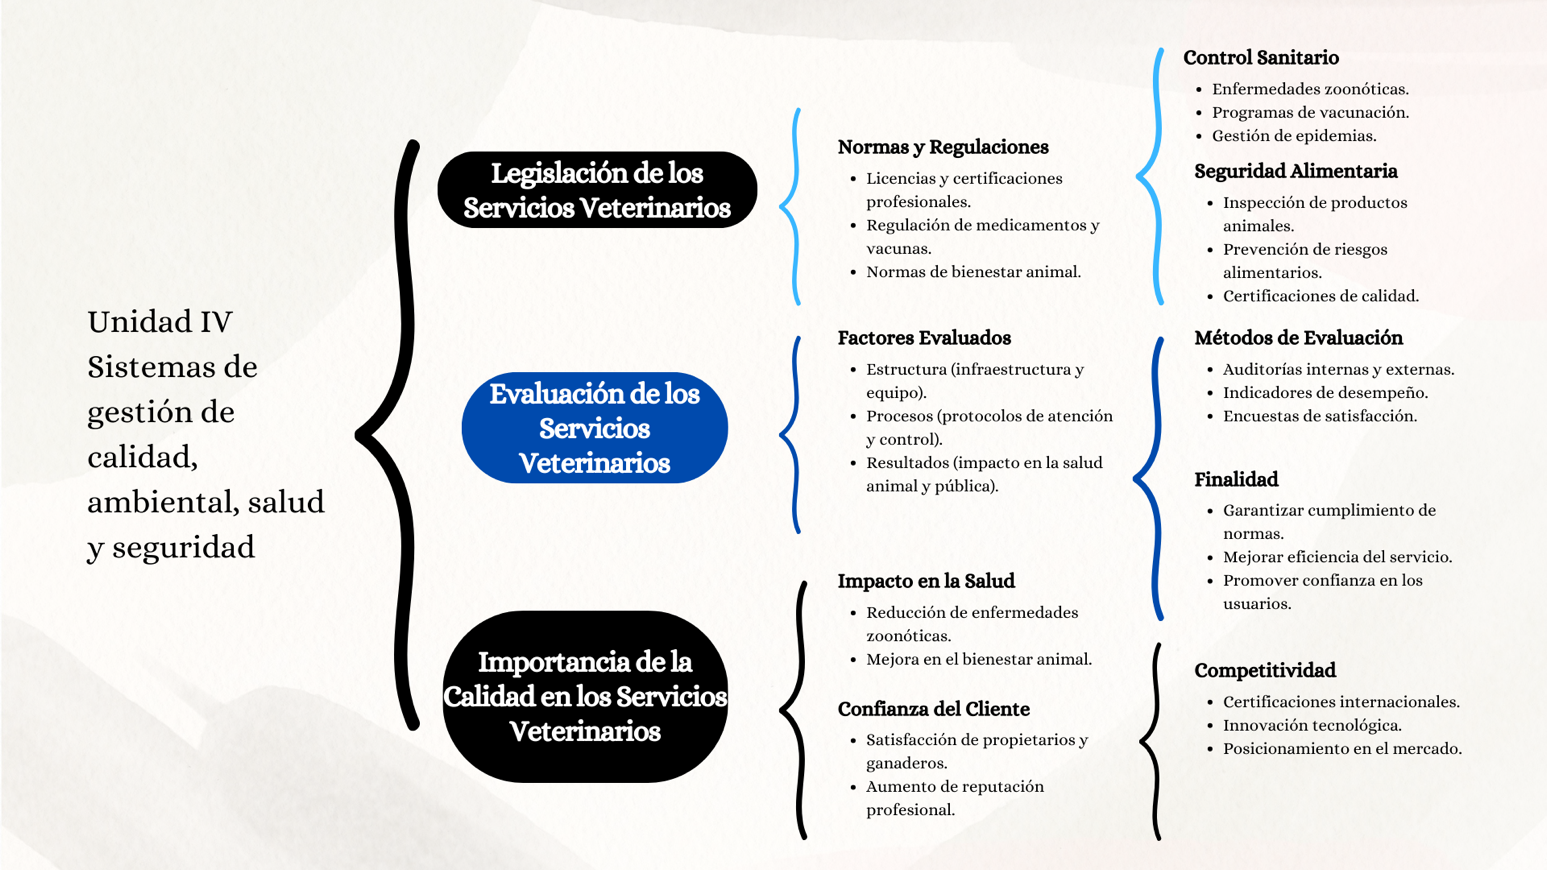 Unidad IV
Sistemas de
gestión de
calidad,
ambiental, salud
y seguridad
Legislación de los
Servicios Veterinarios
Normas y Regulaciones
• Licencias y certificaciones
profesionales.
• Regulación de medicamentos y
vacunas.
• Normas de bienestar animal.
Control Sanitario
• Enfermedades zoonóticas.
• Programas de vacunación.
• Gestión de epidemias.
Seguridad Alimentaria
• Inspección de productos
animales.
• Prevención de riesgos
alimentarios.
• Certificaciones de calidad.
Evaluación de los
Servicios
Veterinarios
Factores Evaluados
• Estructura (infraestructura y
equipo).
• Procesos (protocolos de atención
y control).
• Resultados (impacto en la salud
animal y pública).
Métodos de Evaluación
• Auditorías internas y externas.
• Indicadores de desempeño.
• Encuestas de satisfacción.
Finalidad
• Garantizar cumplimiento de
normas.
• Mejorar eficiencia del servicio.
• Promover confianza en los
usuarios.
Importancia de la
Calidad en los Servicios
Veterinarios
Impacto en la Salud
• Reducción de enfermedades
zoonóticas.
• Mejora en el bienestar animal.
Confianza del Cliente
• Satisfacción de propietarios y
ganaderos.
• Aumento de reputación
profesional.
Competitividad
• Certificaciones internacionales.
• Innovación tecnológica.
• Posicionamiento en el mercado.